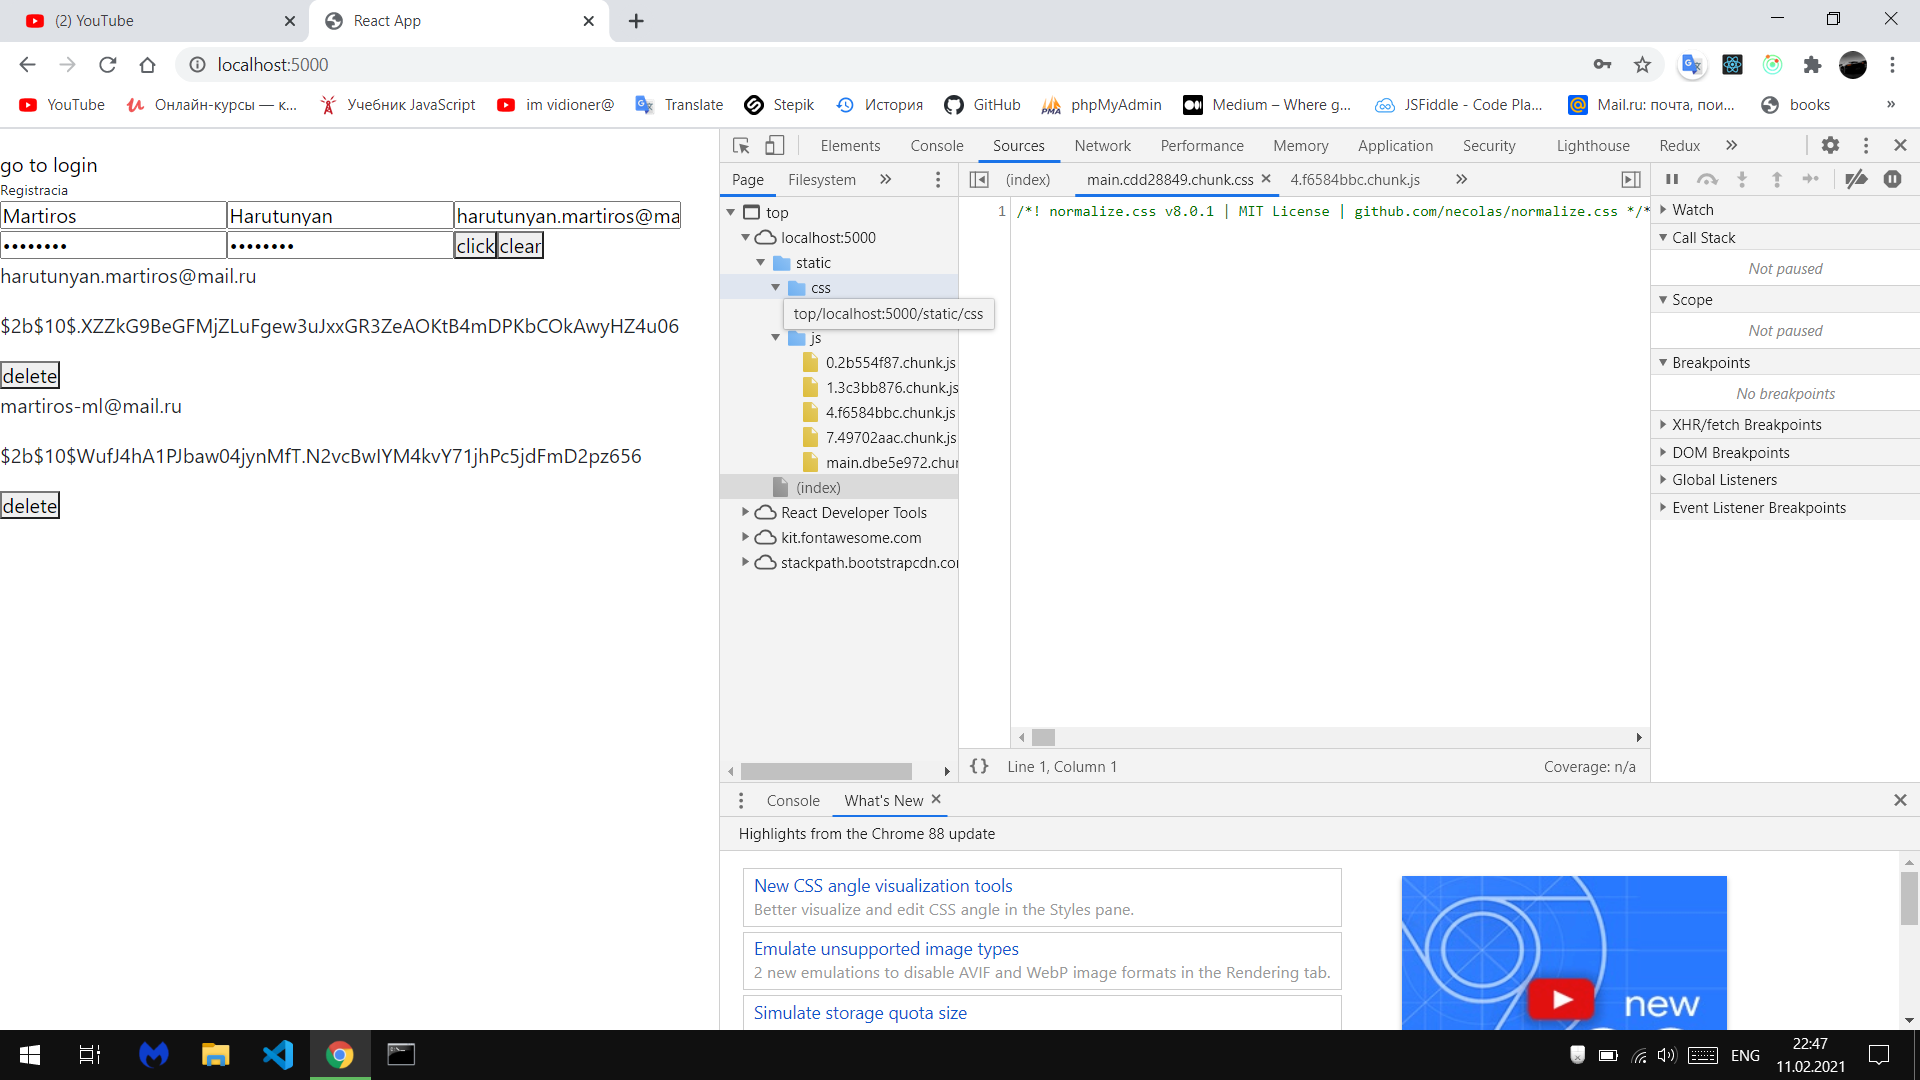 (2) YouTube
React App
localhost:5000
YouTube
Онлайн-курсы — к...
Учебник JavaScript
im vidioner@
Translate
Stepik
История
GitHub
phpMyAdmin
Medium – Where g...
JSFiddle - Code Pla...
Mail.ru: почта, пои...
books
»
go to login
Registracia
Martiros
Harutunyan
harutunyan.martiros@ma
click
clear
harutunyan.martiros@mail.ru
$2b$10$.XZZkG9BeGFMjZLuFgew3uJxxGR3ZeAOKtB4mDPKbCOkAwyHZ4u06
delete
martiros-ml@mail.ru
$2b$10$WufJ4hA1PJbaw04jynMfT.N2vcBwIYM4kvY71jhPc5jdFmD2pz656
delete
Elements
Console
Sources
Network
Performance
Memory
Application
Security
Lighthouse
Redux
»
Page
Filesystem
»
top
localhost:5000
static
css
top/localhost:5000/static/css
js
0.2b554f87.chunk.js
1.3c3bb876.chunk.js
4.f6584bbc.chunk.js
7.49702aac.chunk.js
main.dbe5e972.chun
(index)
React Developer Tools
kit.fontawesome.com
stackpath.bootstrapcdn.com
(index)
main.cdd28849.chunk.css
4.f6584bbc.chunk.js
»
1
/*! normalize.css v8.0.1 | MIT License | github.com/necolas/normalize.css */*
{} Line 1, Column 1
Coverage: n/a
Watch
Call Stack
Not paused
Scope
Not paused
Breakpoints
No breakpoints
XHR/fetch Breakpoints
DOM Breakpoints
Global Listeners
Event Listener Breakpoints
Console
What's New
Highlights from the Chrome 88 update
New CSS angle visualization tools
Better visualize and edit CSS angle in the Styles pane.
Emulate unsupported image types
2 new emulations to disable AVIF and WebP image formats in the Rendering tab.
Simulate storage quota size
new
ENG
22:47
11.02.2021